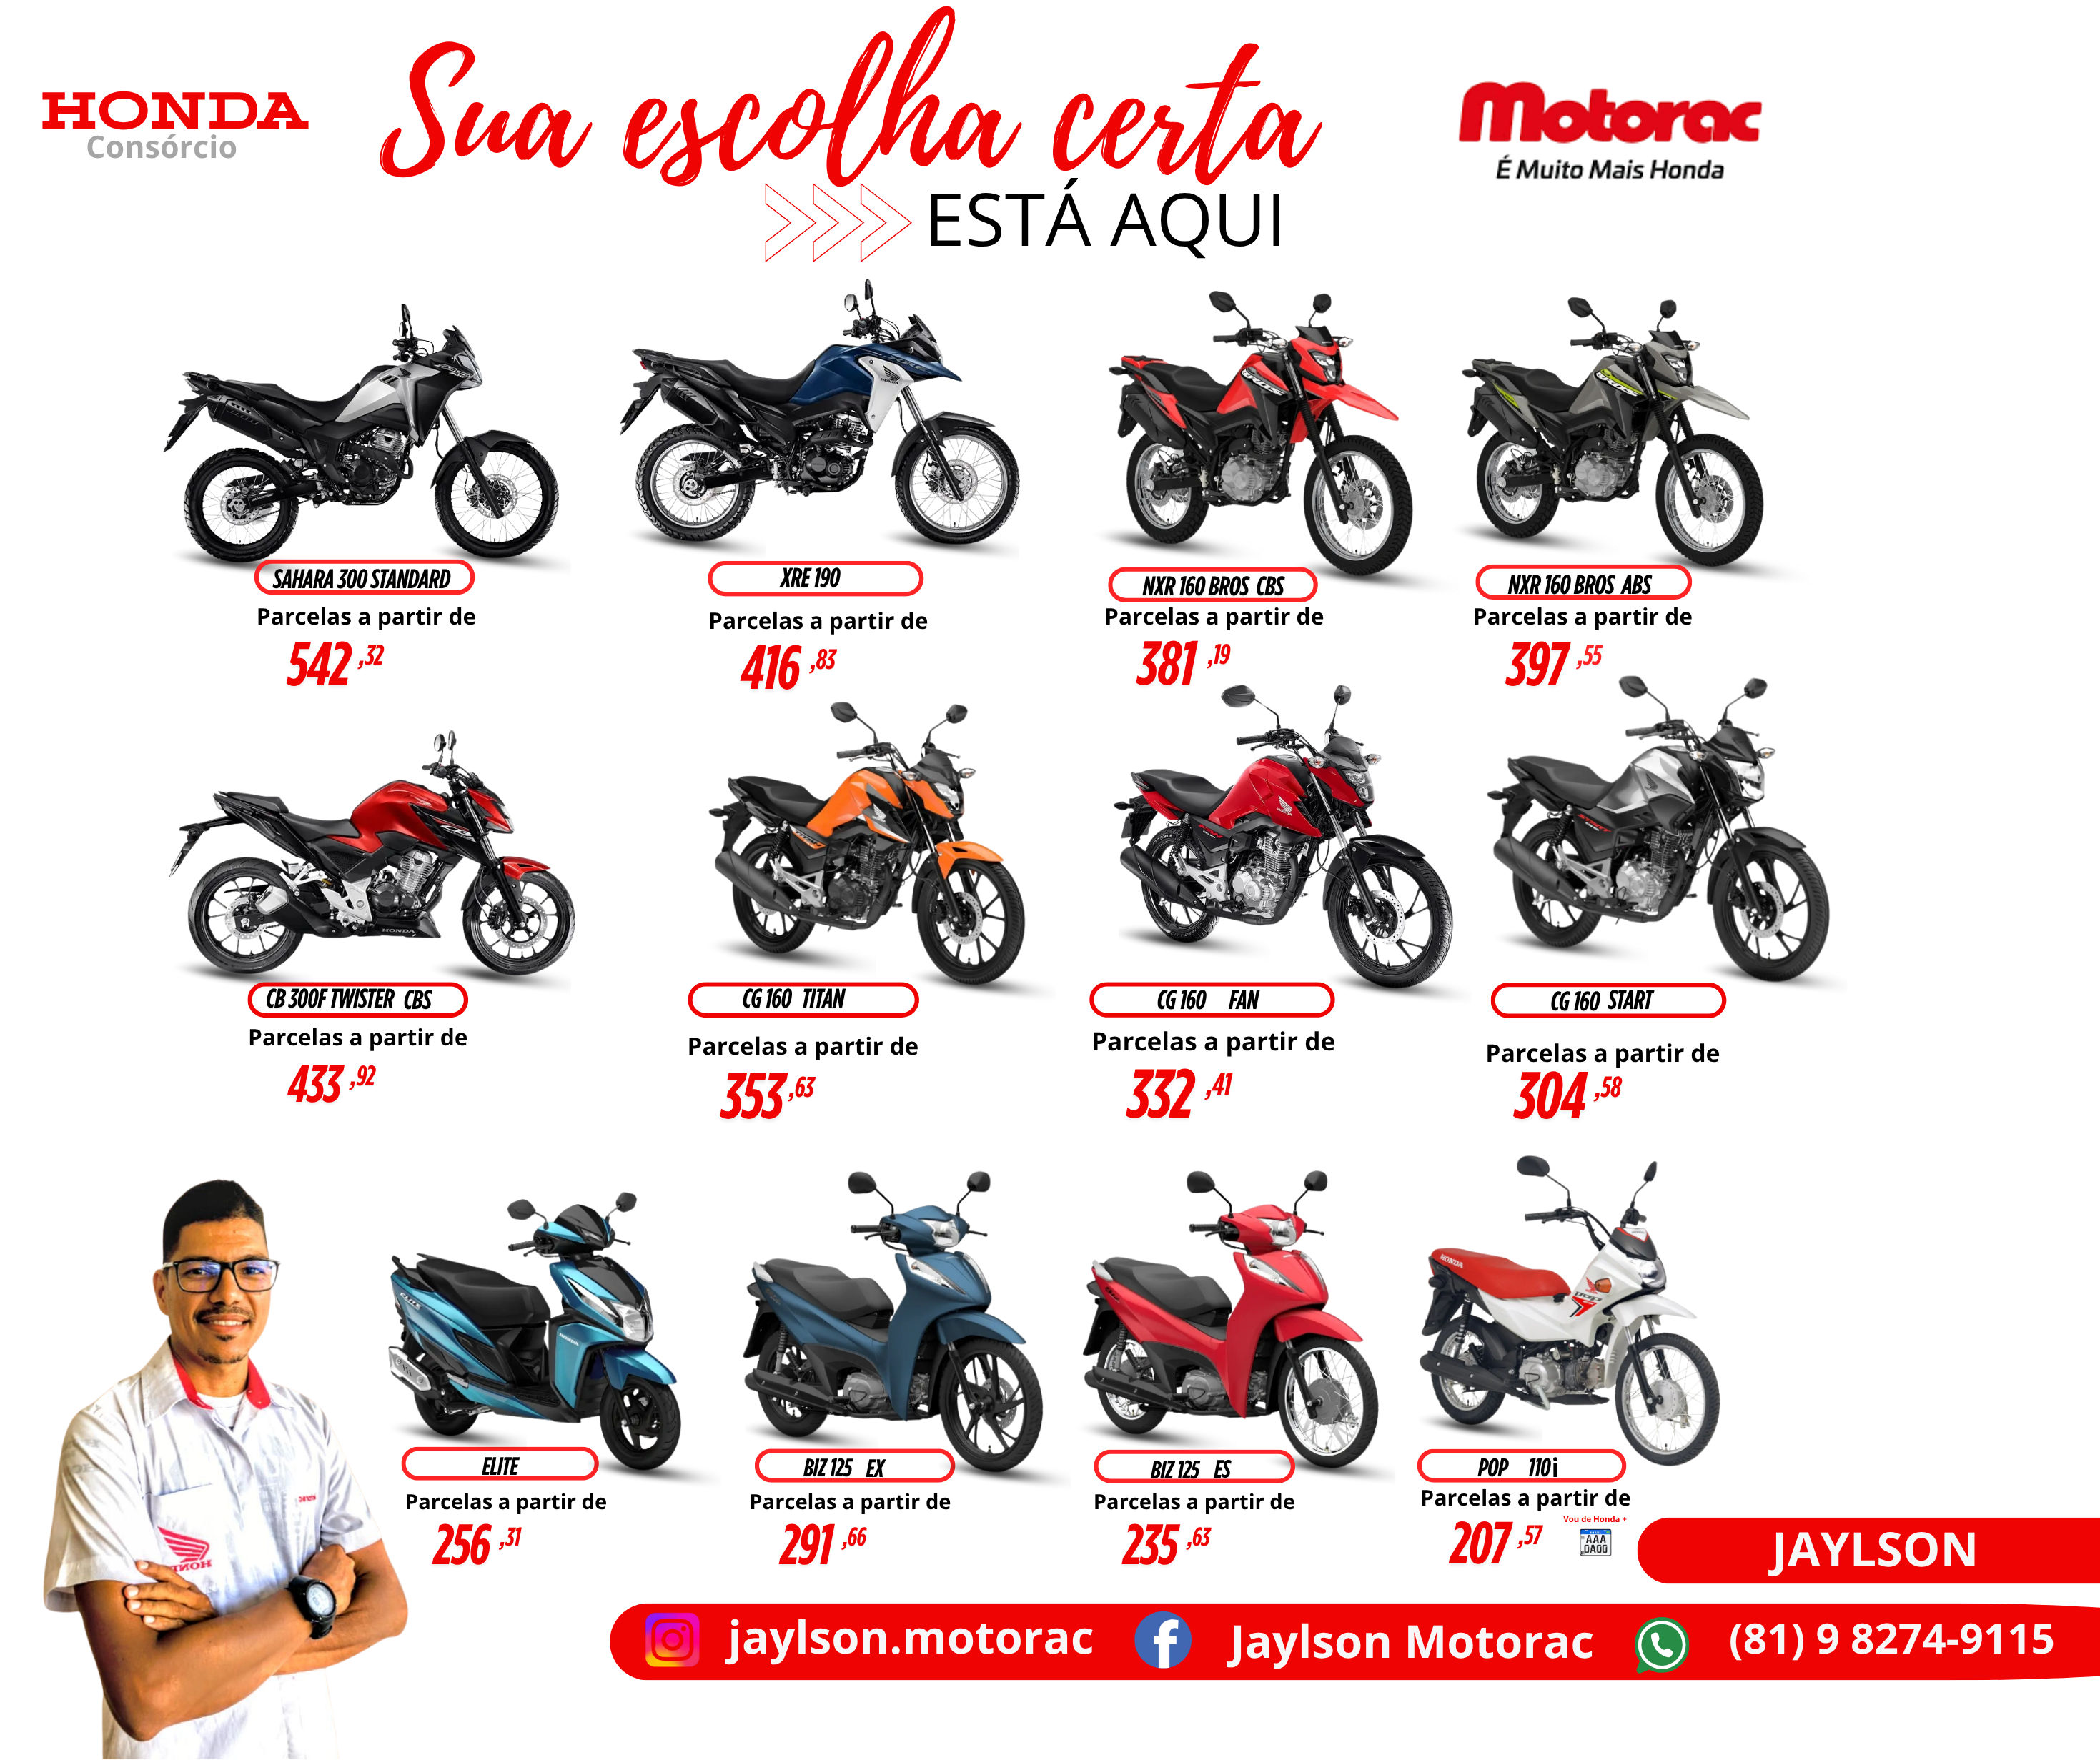 HONDA
Consórcio
Sua escolha certa
ESTÁ AQUI
Motorac
É Muito Mais Honda
SAHARA 300 STANDARD
Parcelas a partir de
542,32
XRE 190
Parcelas a partir de
416,83
NXR 160 BROS CBS
Parcelas a partir de
381,19
NXR 160 BROS ABS
Parcelas a partir de
397,55
CB 300F TWISTER CBS
Parcelas a partir de
433,92
CG 160 TITAN
Parcelas a partir de
353,63
CG 160 FAN
Parcelas a partir de
332,41
CG 160 START
Parcelas a partir de
304,58
ELITE
Parcelas a partir de
256,31
BIZ 125 EX
Parcelas a partir de
291,66
BIZ 125 ES
Parcelas a partir de
235,63
POP 110i
Parcelas a partir de
207,57
Vou de Honda +
AAA
0A00
HONDA
JAYLSON
jaylson.motorac
Jaylson Motorac
(81) 9 8274-9115